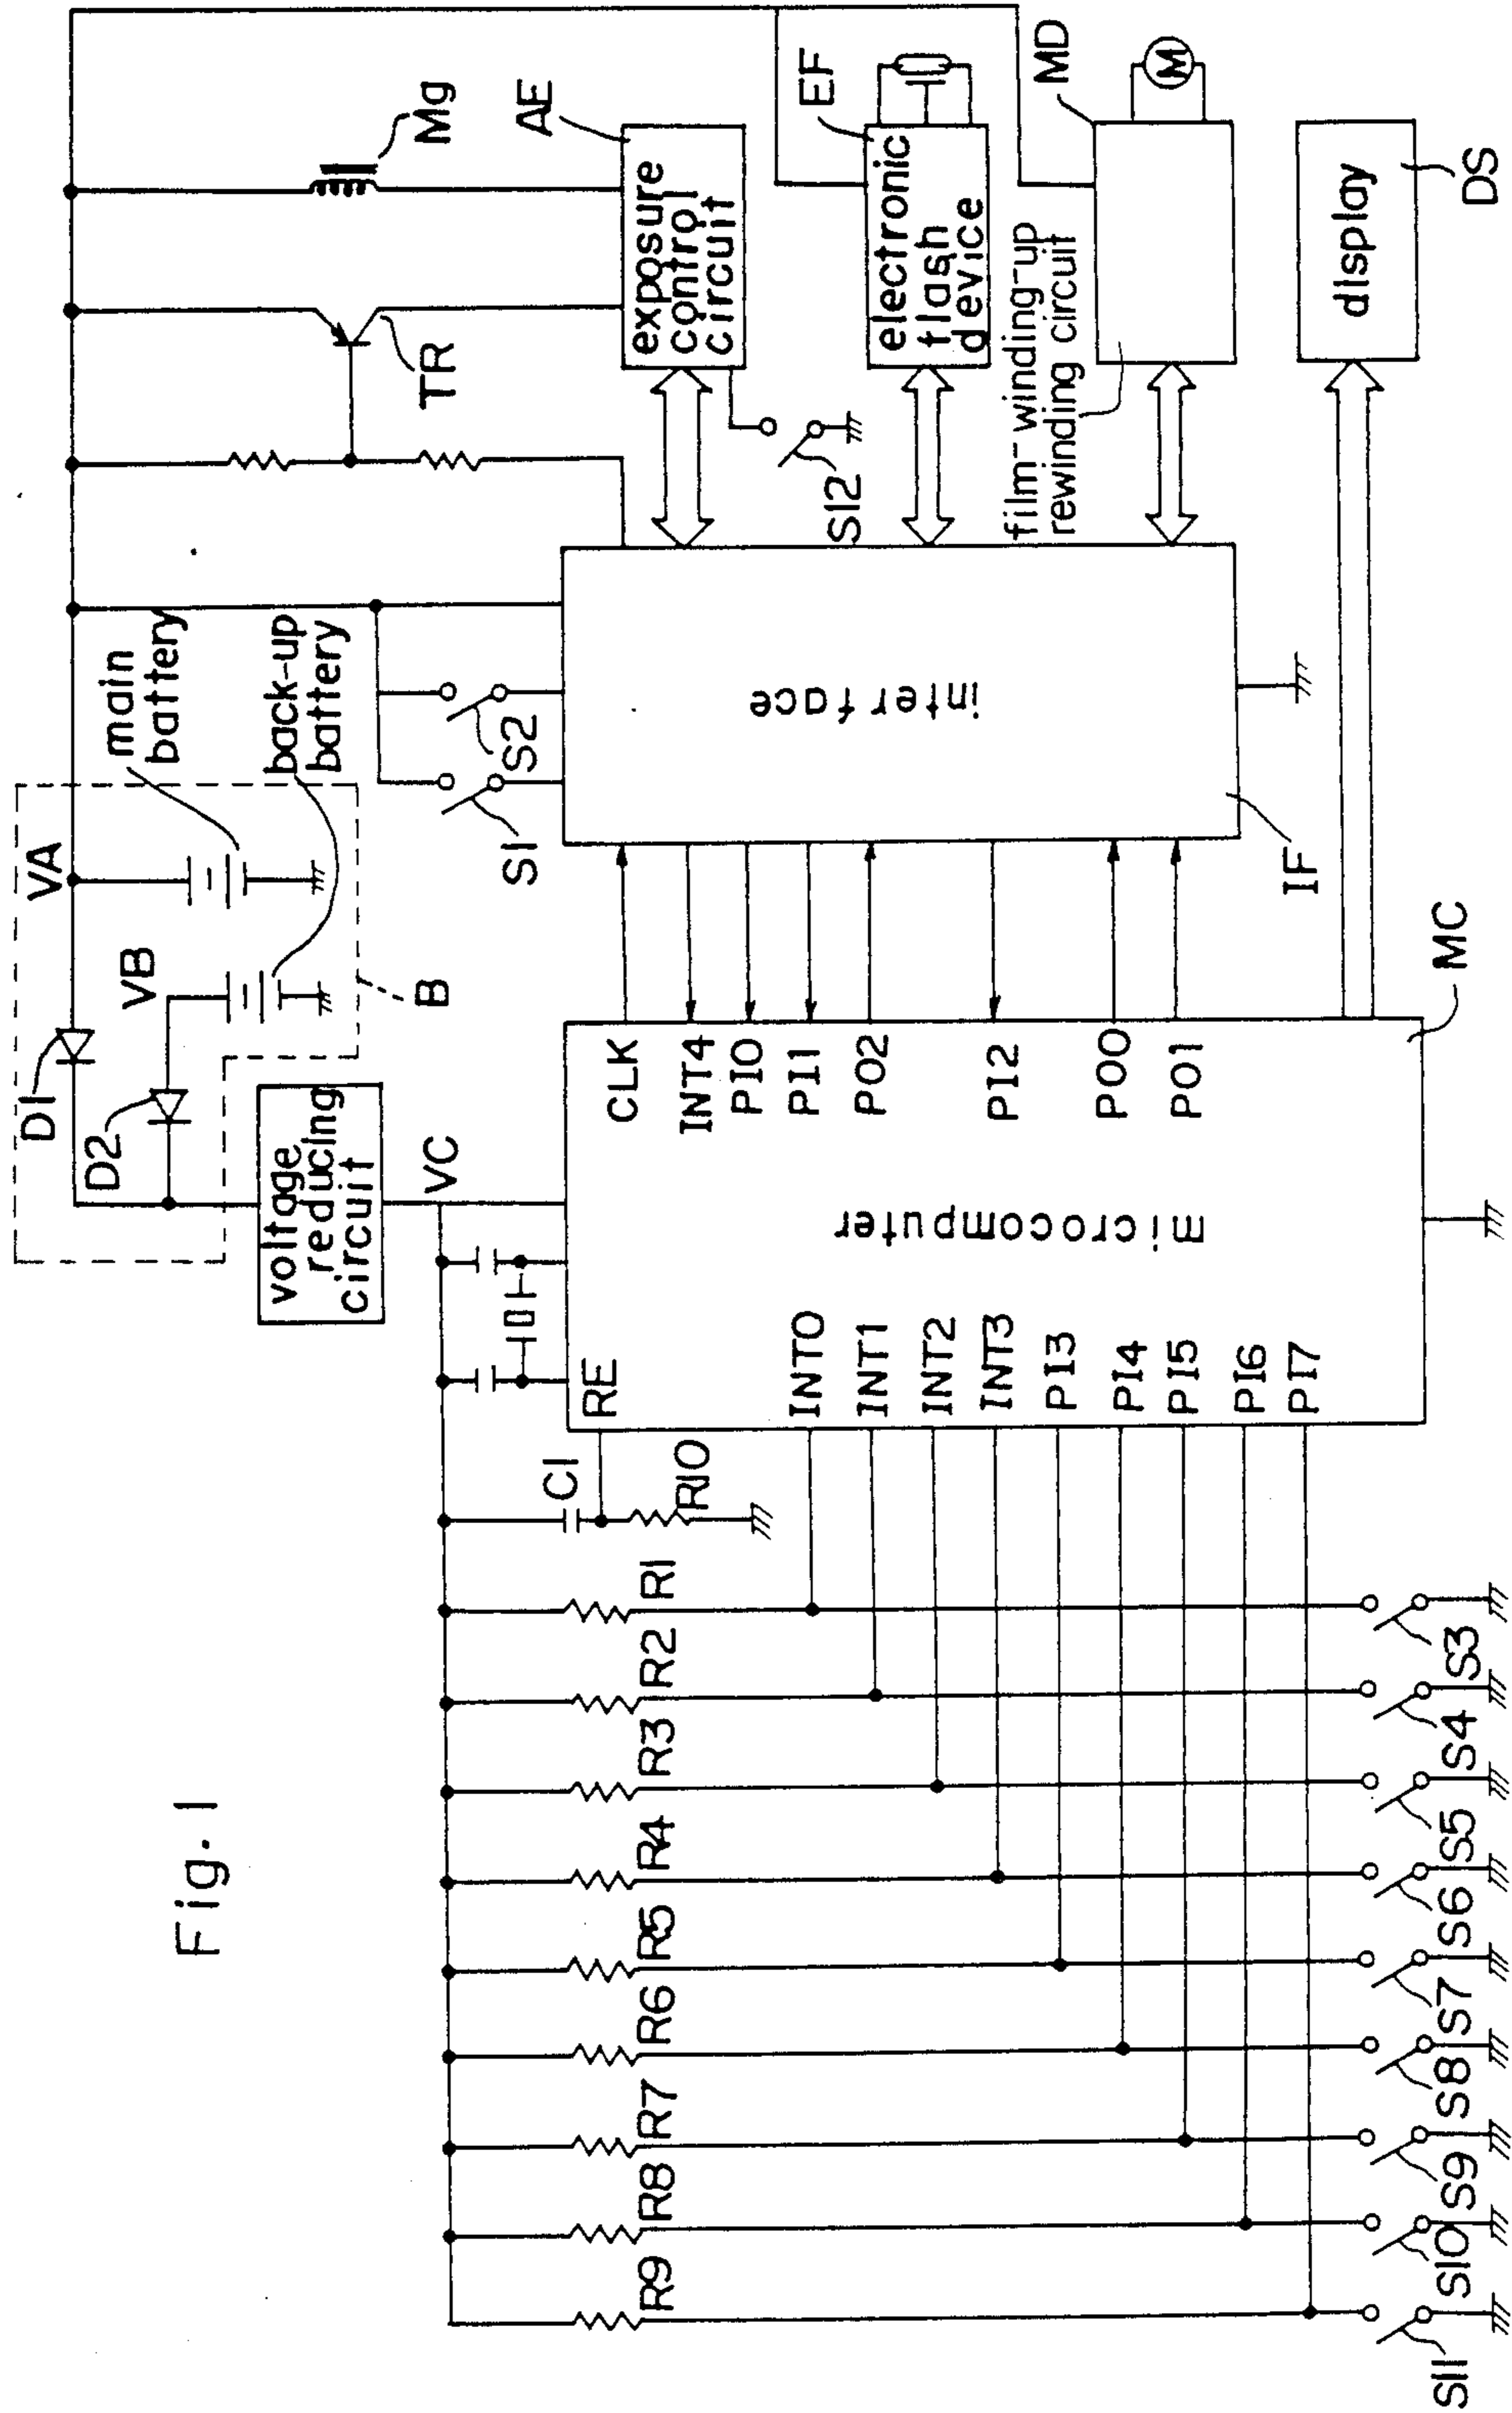 Fig. 1
D1
VA
main
battery
VB
D2
back-up
battery
B
voltage
reducing
circuit
VC
Mg
TR
AE
exposure
control
circuit
S12
EF
electronic
flash
device
MD
M
film-winding-up
rewinding circuit
display
DS
S1
S2
interface
IF
CLK
INT4
PI0
PI1
PO2
PI2
PO0
PO1
MC
microcomputer
RE
INT0
INT1
INT2
INT3
PI3
PI4
PI5
PI6
PI7
C1
R10
R1
R2
R3
R4
R5
R6
R7
R8
R9
S3
S4
S5
S6
S7
S8
S9
S10
S11